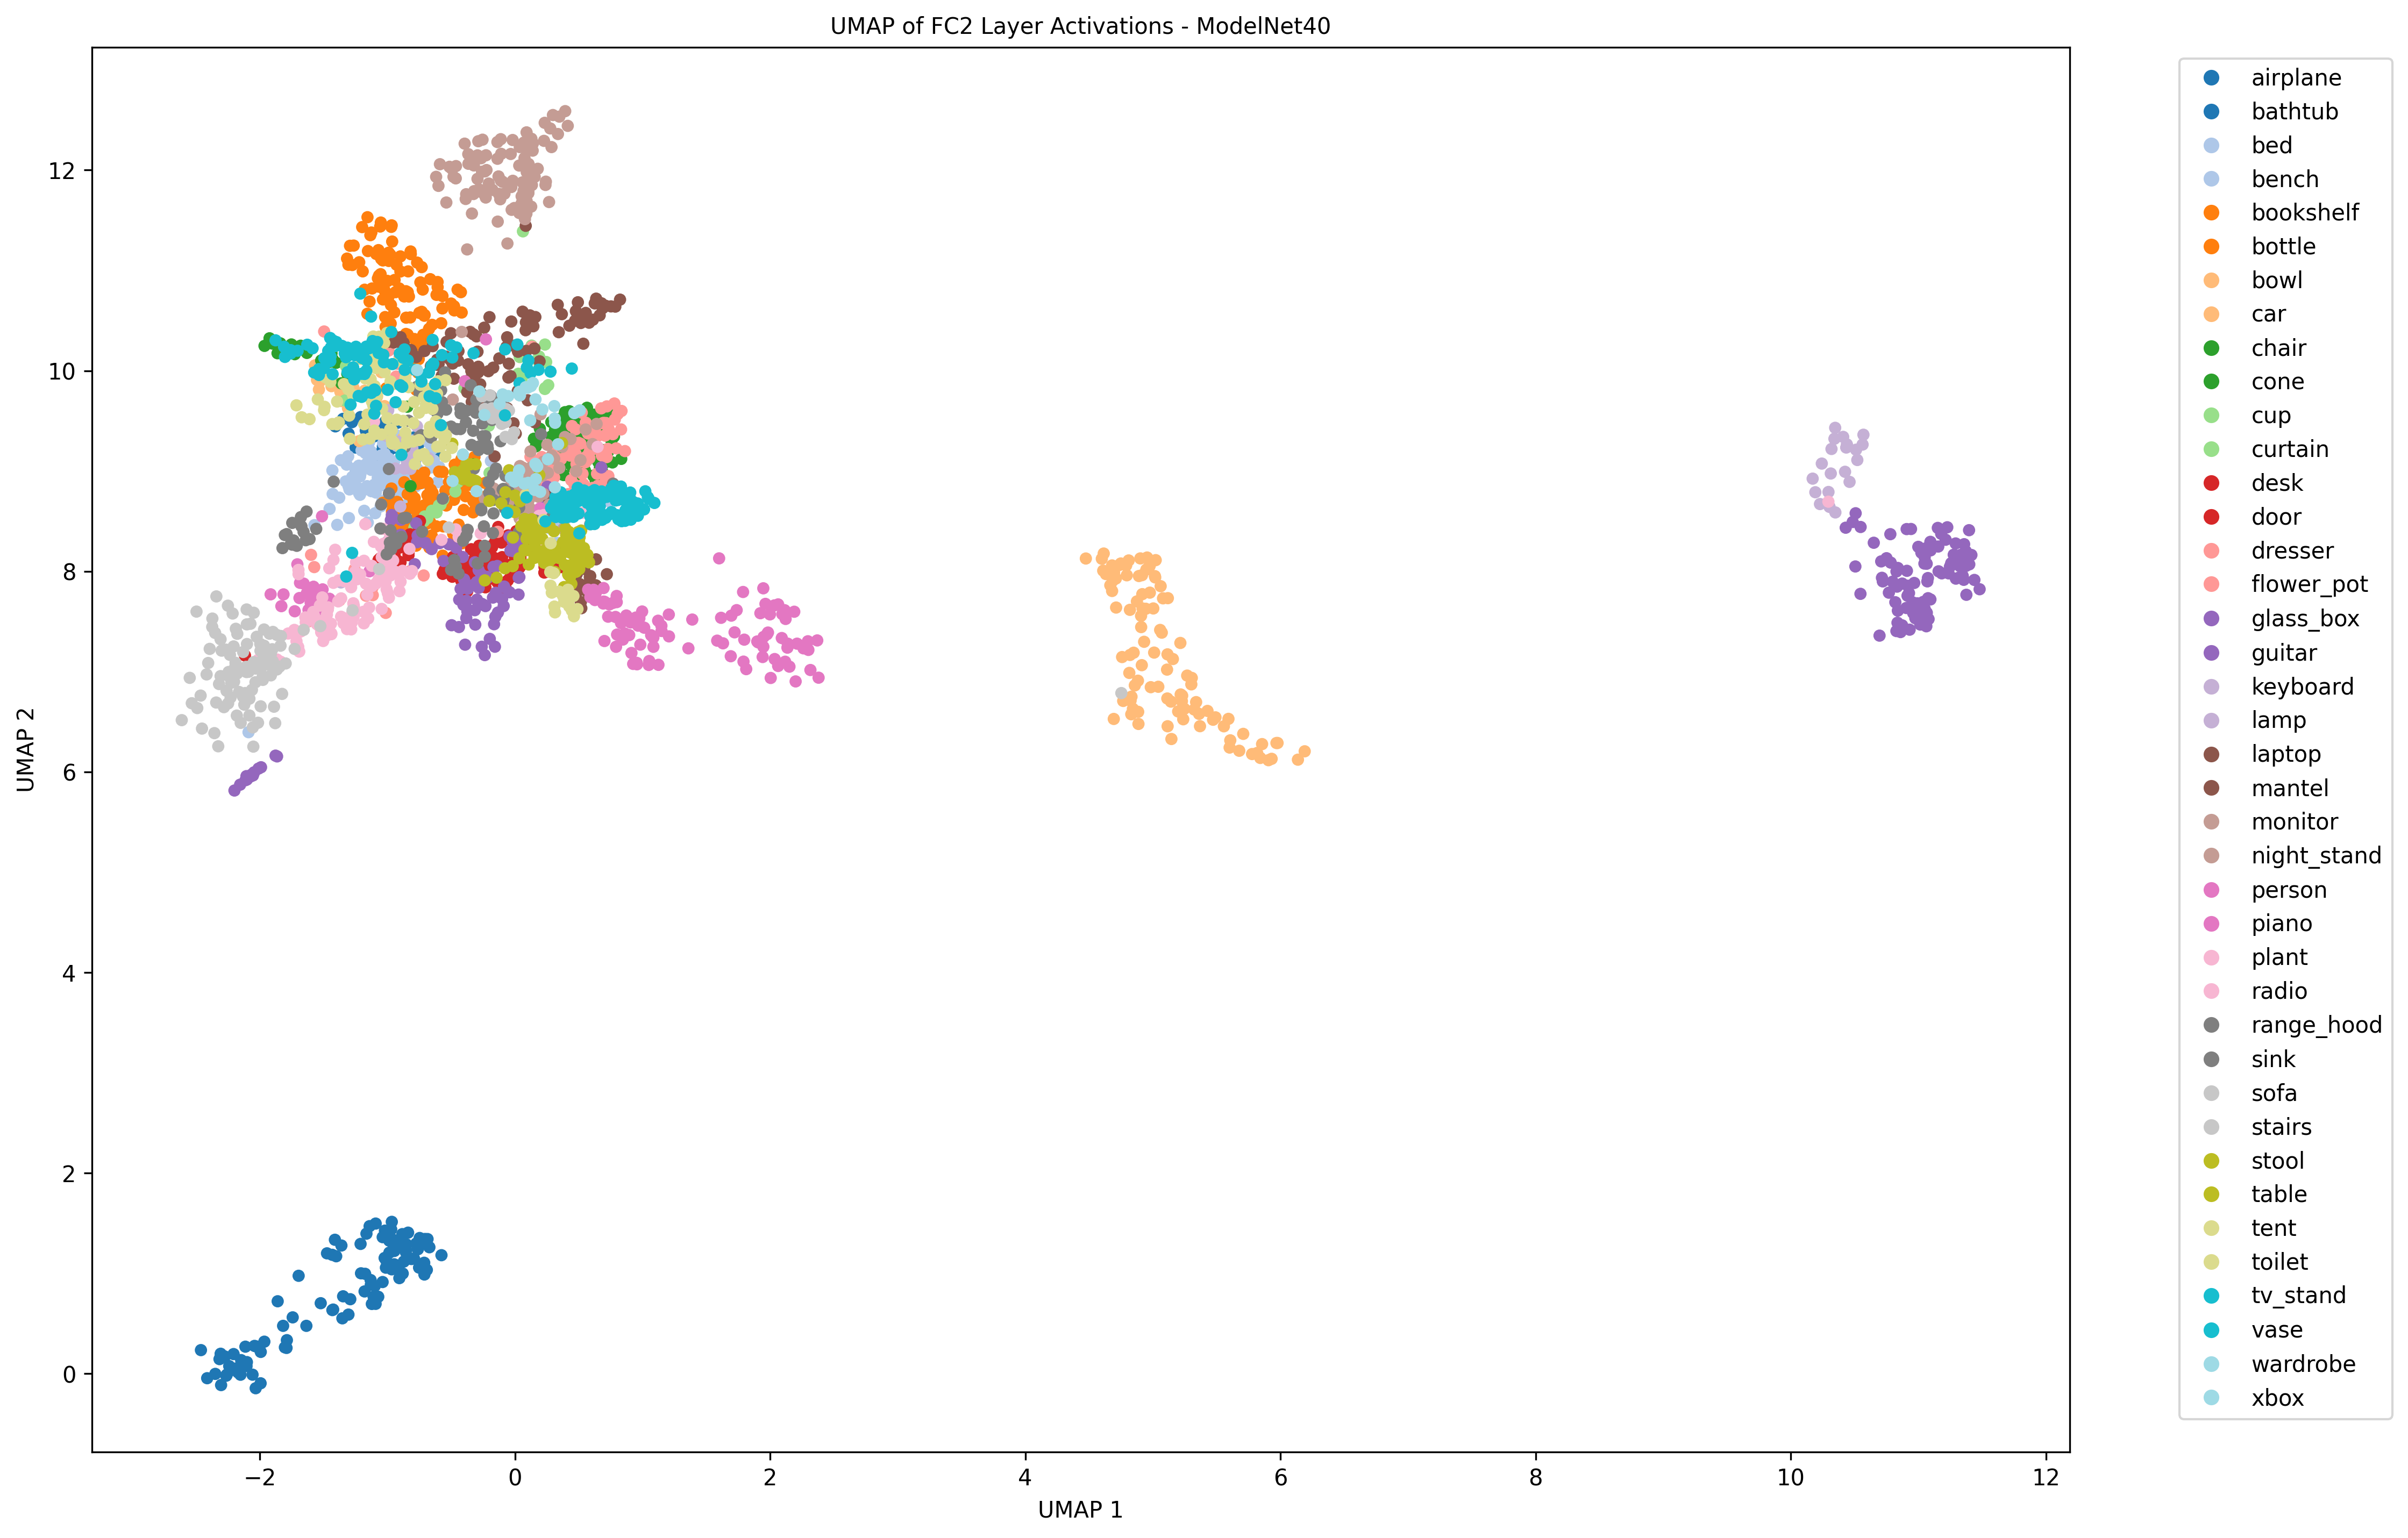 UMAP of FC2 Layer Activations - ModelNet40
UMAP 2
12
10
8
6
4
2
0
−2
0
2
4
6
8
10
12
UMAP 1
airplane
bathtub
bed
bench
bookshelf
bottle
bowl
car
chair
cone
cup
curtain
desk
door
dresser
flower_pot
glass_box
guitar
keyboard
lamp
laptop
mantel
monitor
night_stand
person
piano
plant
radio
range_hood
sink
sofa
stairs
stool
table
tent
toilet
tv_stand
vase
wardrobe
xbox